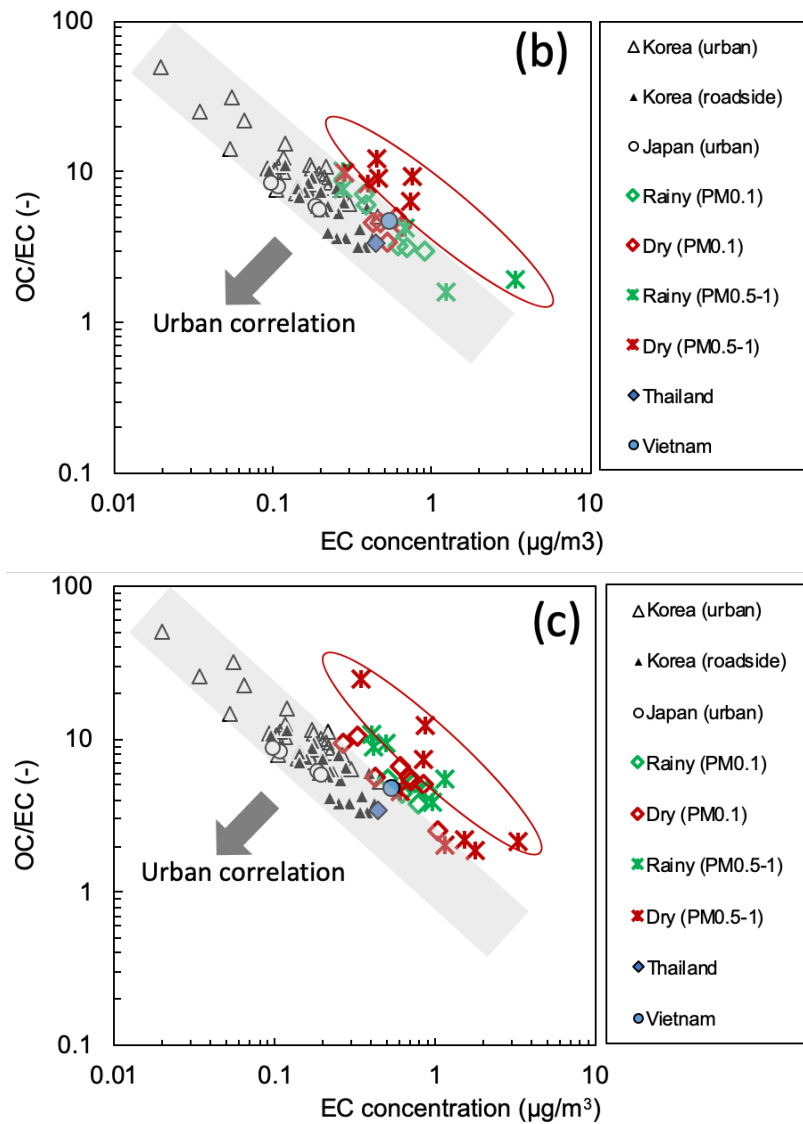 100
10
1
0.1
0.01
0.1
1
10
OC/EC (-)
EC concentration (µg/m3)
(b)
Urban correlation
Korea (urban)
Korea (roadside)
Japan (urban)
Rainy (PM0.1)
Dry (PM0.1)
Rainy (PM0.5-1)
Dry (PM0.5-1)
Thailand
Vietnam
100
10
1
0.1
0.01
0.1
1
10
OC/EC (-)
EC concentration (µg/m³)
(c)
Urban correlation
Korea (urban)
Korea (roadside)
Japan (urban)
Rainy (PM0.1)
Dry (PM0.1)
Rainy (PM0.5-1)
Dry (PM0.5-1)
Thailand
Vietnam